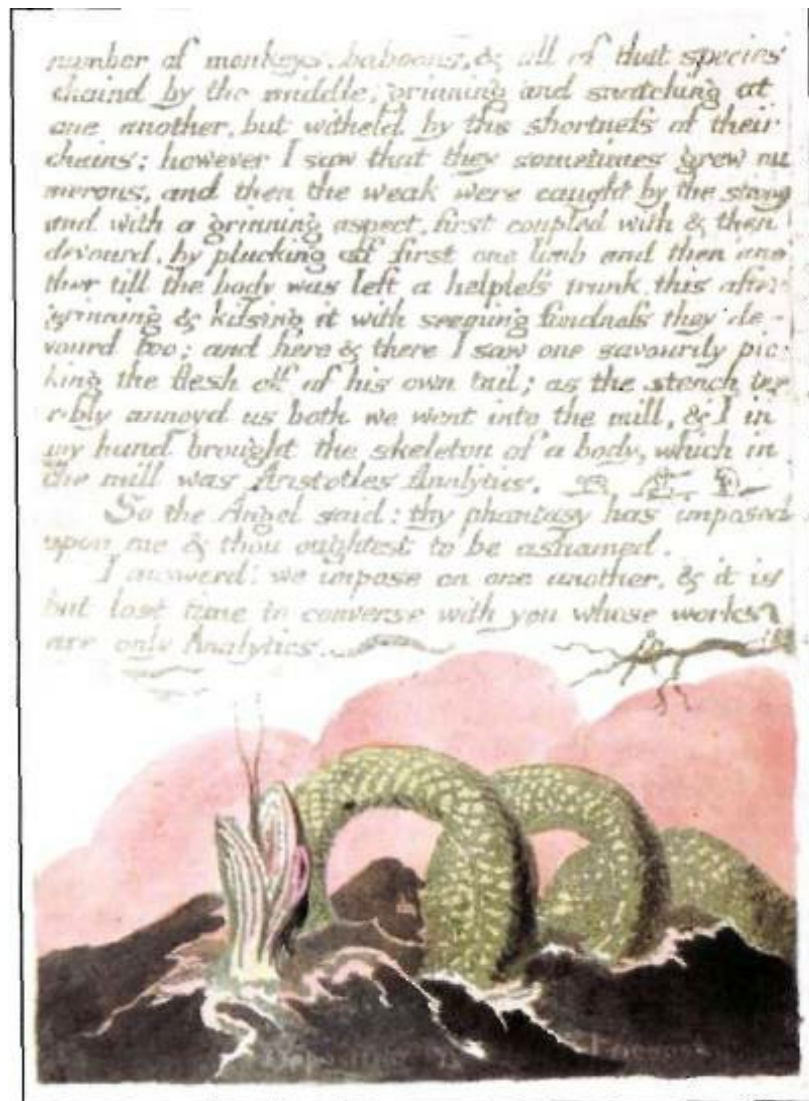 number of monkeys, baboons, & all of that species
chaind by the middle, grinning and snatching at
one another, but witheld by the shortness of their
chains: however I saw that they sometimes grew nu
merous, and then the weak were caught by the strong
and with a grinning aspect, first coupled with & then
devourd, by plucking off first one limb and then ano
ther till the body was left a helpless trunk. this after
grinning & kissing it with seeming fondness they de-
vourd too; and here & there I saw one savourily pic-
king the flesh off of his own tail; as the stench ter
ribly annoyd us both we went into the mill, & I in
my hand brought the skeleton of a body, which in
the mill was Aristotles Analytics.
So the Angel said: thy phantasy has imposed
upon me & thou oughtest to be ashamed.
I answerd: we impose on one another, & it is
but lost time to converse with you whose works
are only Analytics.